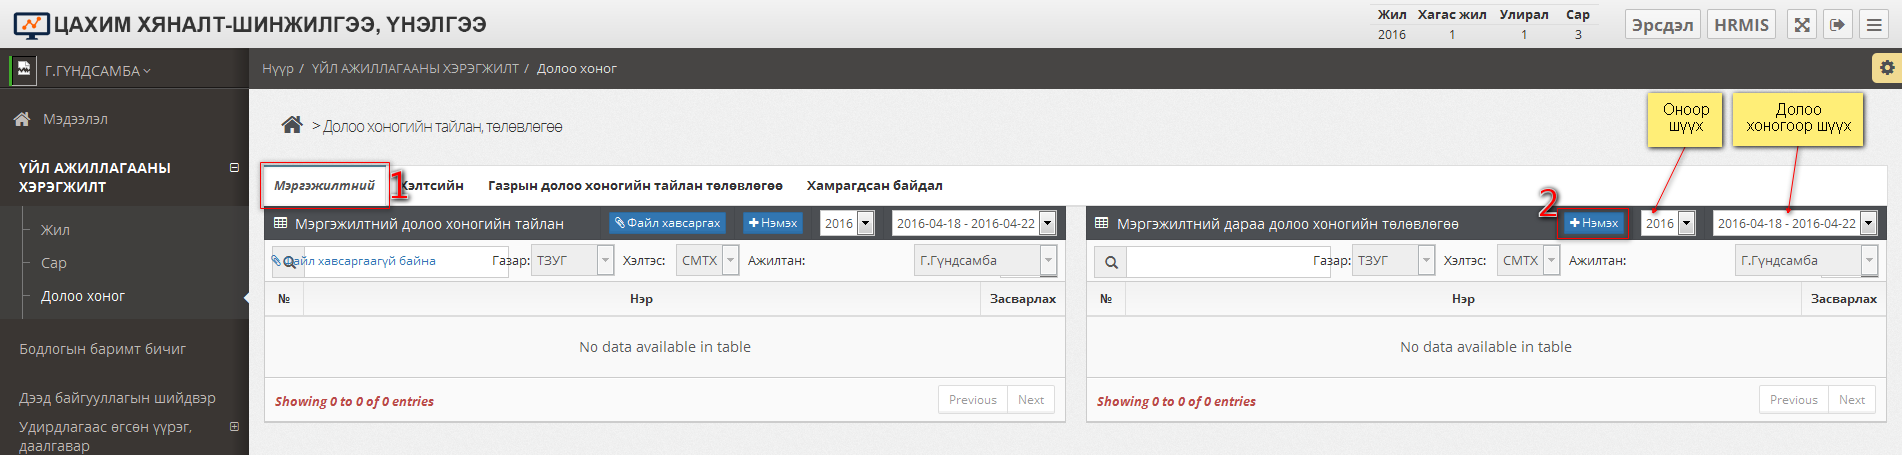 ЦАХИМ ХЯНАЛТ-ШИНЖИЛГЭЭ, ҮНЭЛГЭЭ
Жил Хагас жил Улирал Сар
2016 1 1 3
Эрсдэл HRMIS
Г.ГҮНДСАМБА
Нүүр / ҮЙЛ АЖИЛЛАГААНЫ ХЭРЭГЖИЛТ / Долоо хоног
Мэдээлэл
ҮЙЛ АЖИЛЛАГААНЫ
ХЭРЭГЖИЛТ
Жил
Сар
Долоо хоног
Бодлогын баримт бичиг
Дээд байгууллагын шийдвэр
Удирдлагаас өгсөн үүрэг,
даалгавар
> Долоо хоногийн тайлан, төлөвлөгөө
Оноор
шүүх
Долоо
хоногоор шүүх
Мэргэжилтний 1 Хэлтсийн Газрын долоо хоногийн тайлан төлөвлөгөө Хамрагдсан байдал
Мэргэжилтний долоо хоногийн тайлан Файл хавсаргах +Нэмэх 2016 2016-04-18 - 2016-04-22
Файл хавсаргаагүй байна Газар: ТЗУГ Хэлтэс: СМТХ Ажилтан: Г.Гүндсамба
№ Нэр Засварлах
No data available in table
Showing 0 to 0 of 0 entries Previous Next
2
Мэргэжилтний дараа долоо хоногийн төлөвлөгөө +Нэмэх 2016 2016-04-18 - 2016-04-22
Газар: ТЗУГ Хэлтэс: СМТХ Ажилтан: Г.Гүндсамба
№ Нэр Засварлах
No data available in table
Showing 0 to 0 of 0 entries Previous Next